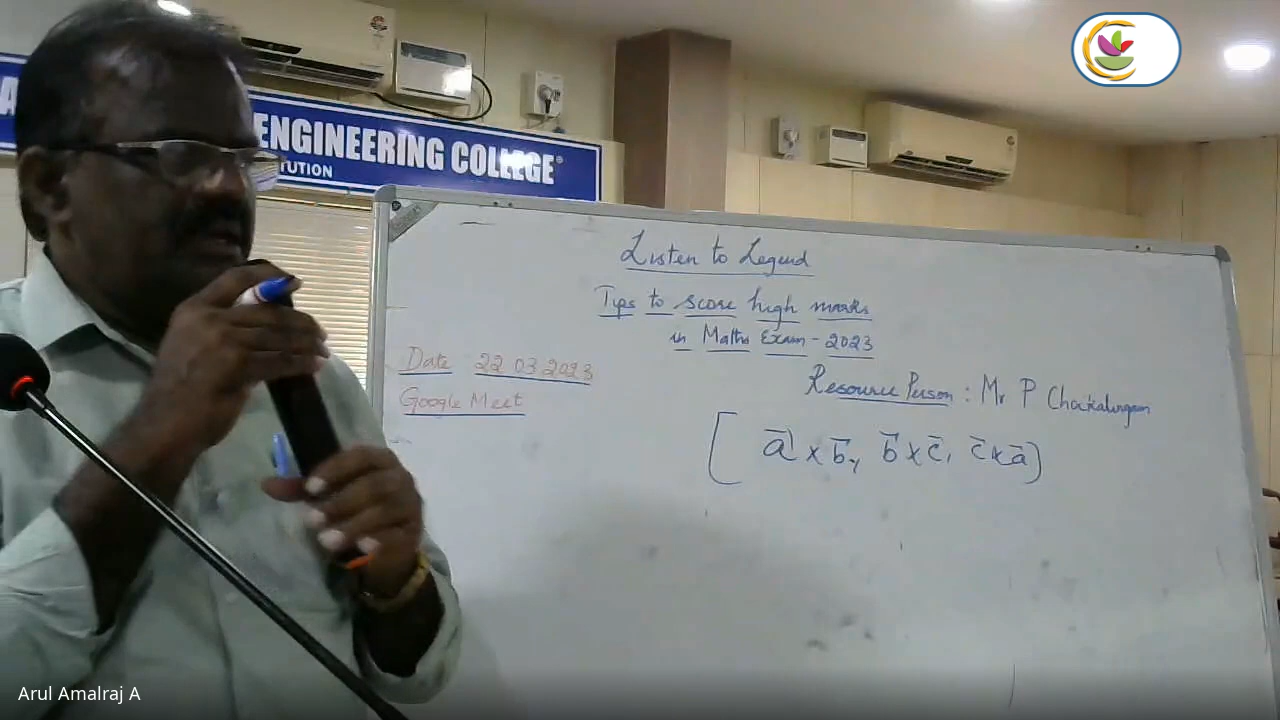 ENGINEERING COLLEGE®
TUTION
Listen to Legend
Tips to score high marks
in Maths Exam - 2023
Date 22 03 2023
Google Meet
Resource Person : Mr P Chockalingam
[ a⃗ × b⃗, b⃗ × c⃗, c⃗ × a⃗ ]
Arul Amalraj A